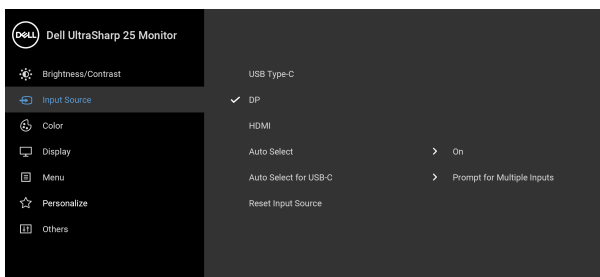 DELL
Dell UltraSharp 25 Monitor
Brightness/Contrast
USB Type-C
Input Source
DP
Color
HDMI
Display
Auto Select
On
Menu
Auto Select for USB-C
Prompt for Multiple Inputs
Personalize
Reset Input Source
Others